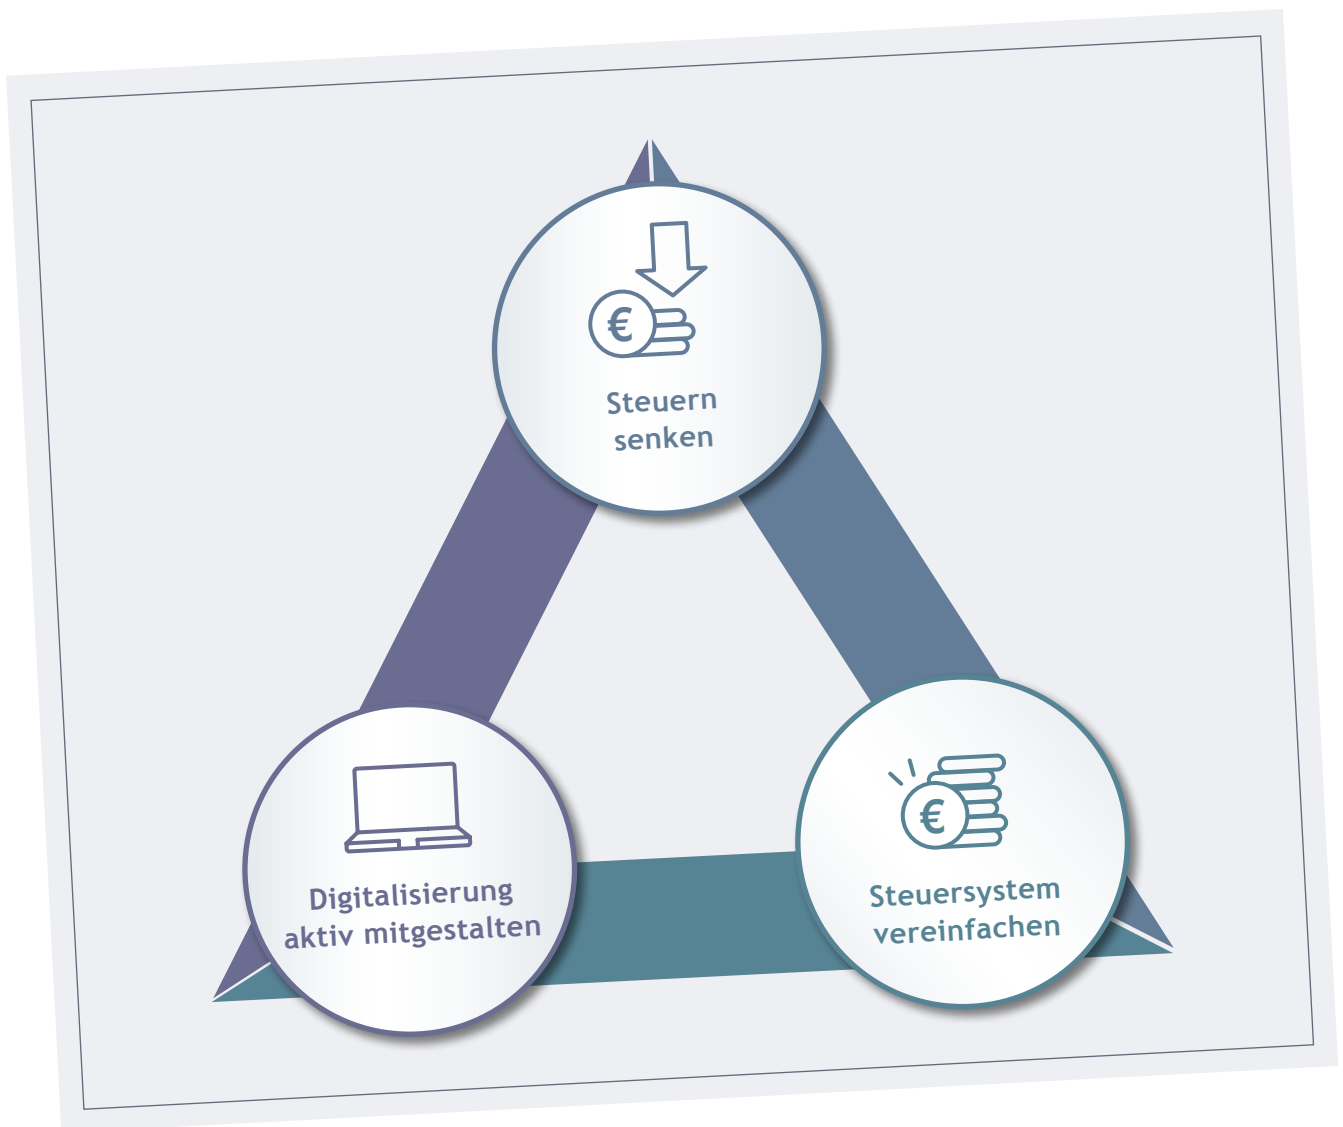 €
Steuern
senken
€
Digitalisierung
aktiv mitgestalten
Steuersystem
vereinfachen